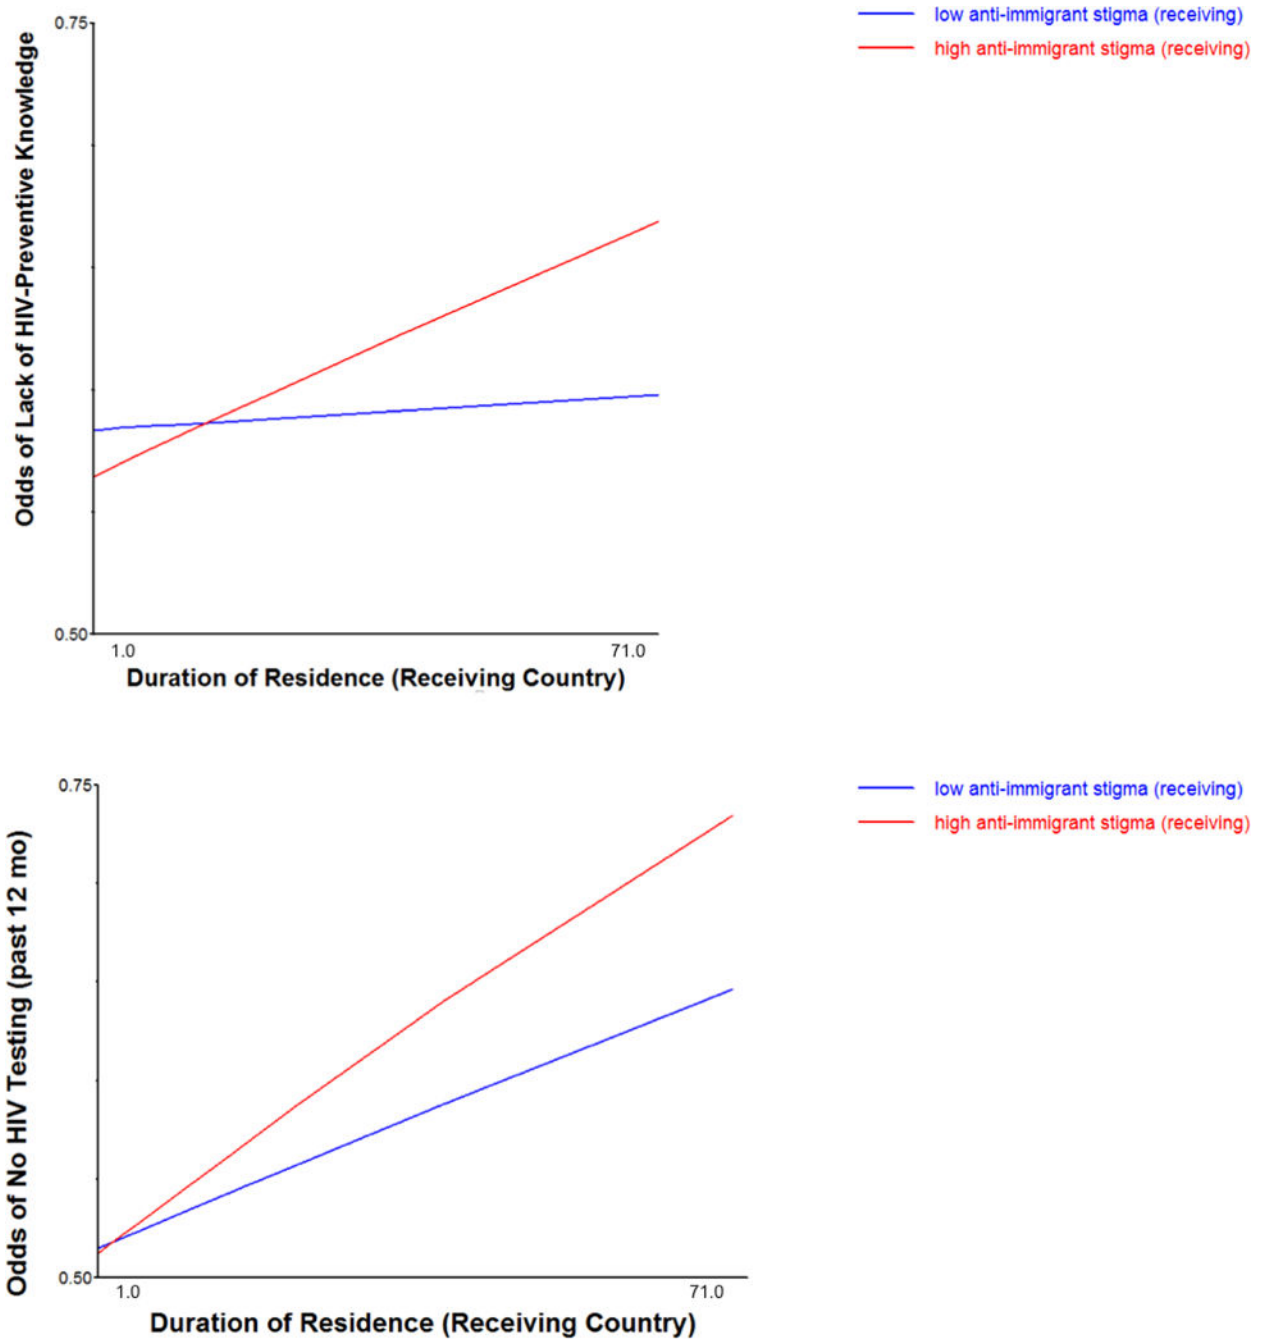 0.75
low anti-immigrant stigma (receiving)
high anti-immigrant stigma (receiving)
Odds of Lack of HIV-Preventive Knowledge
0.50
1.0
71.0
Duration of Residence (Receiving Country)
0.75
low anti-immigrant stigma (receiving)
high anti-immigrant stigma (receiving)
Odds of No HIV Testing (past 12 mo)
0.50
1.0
71.0
Duration of Residence (Receiving Country)